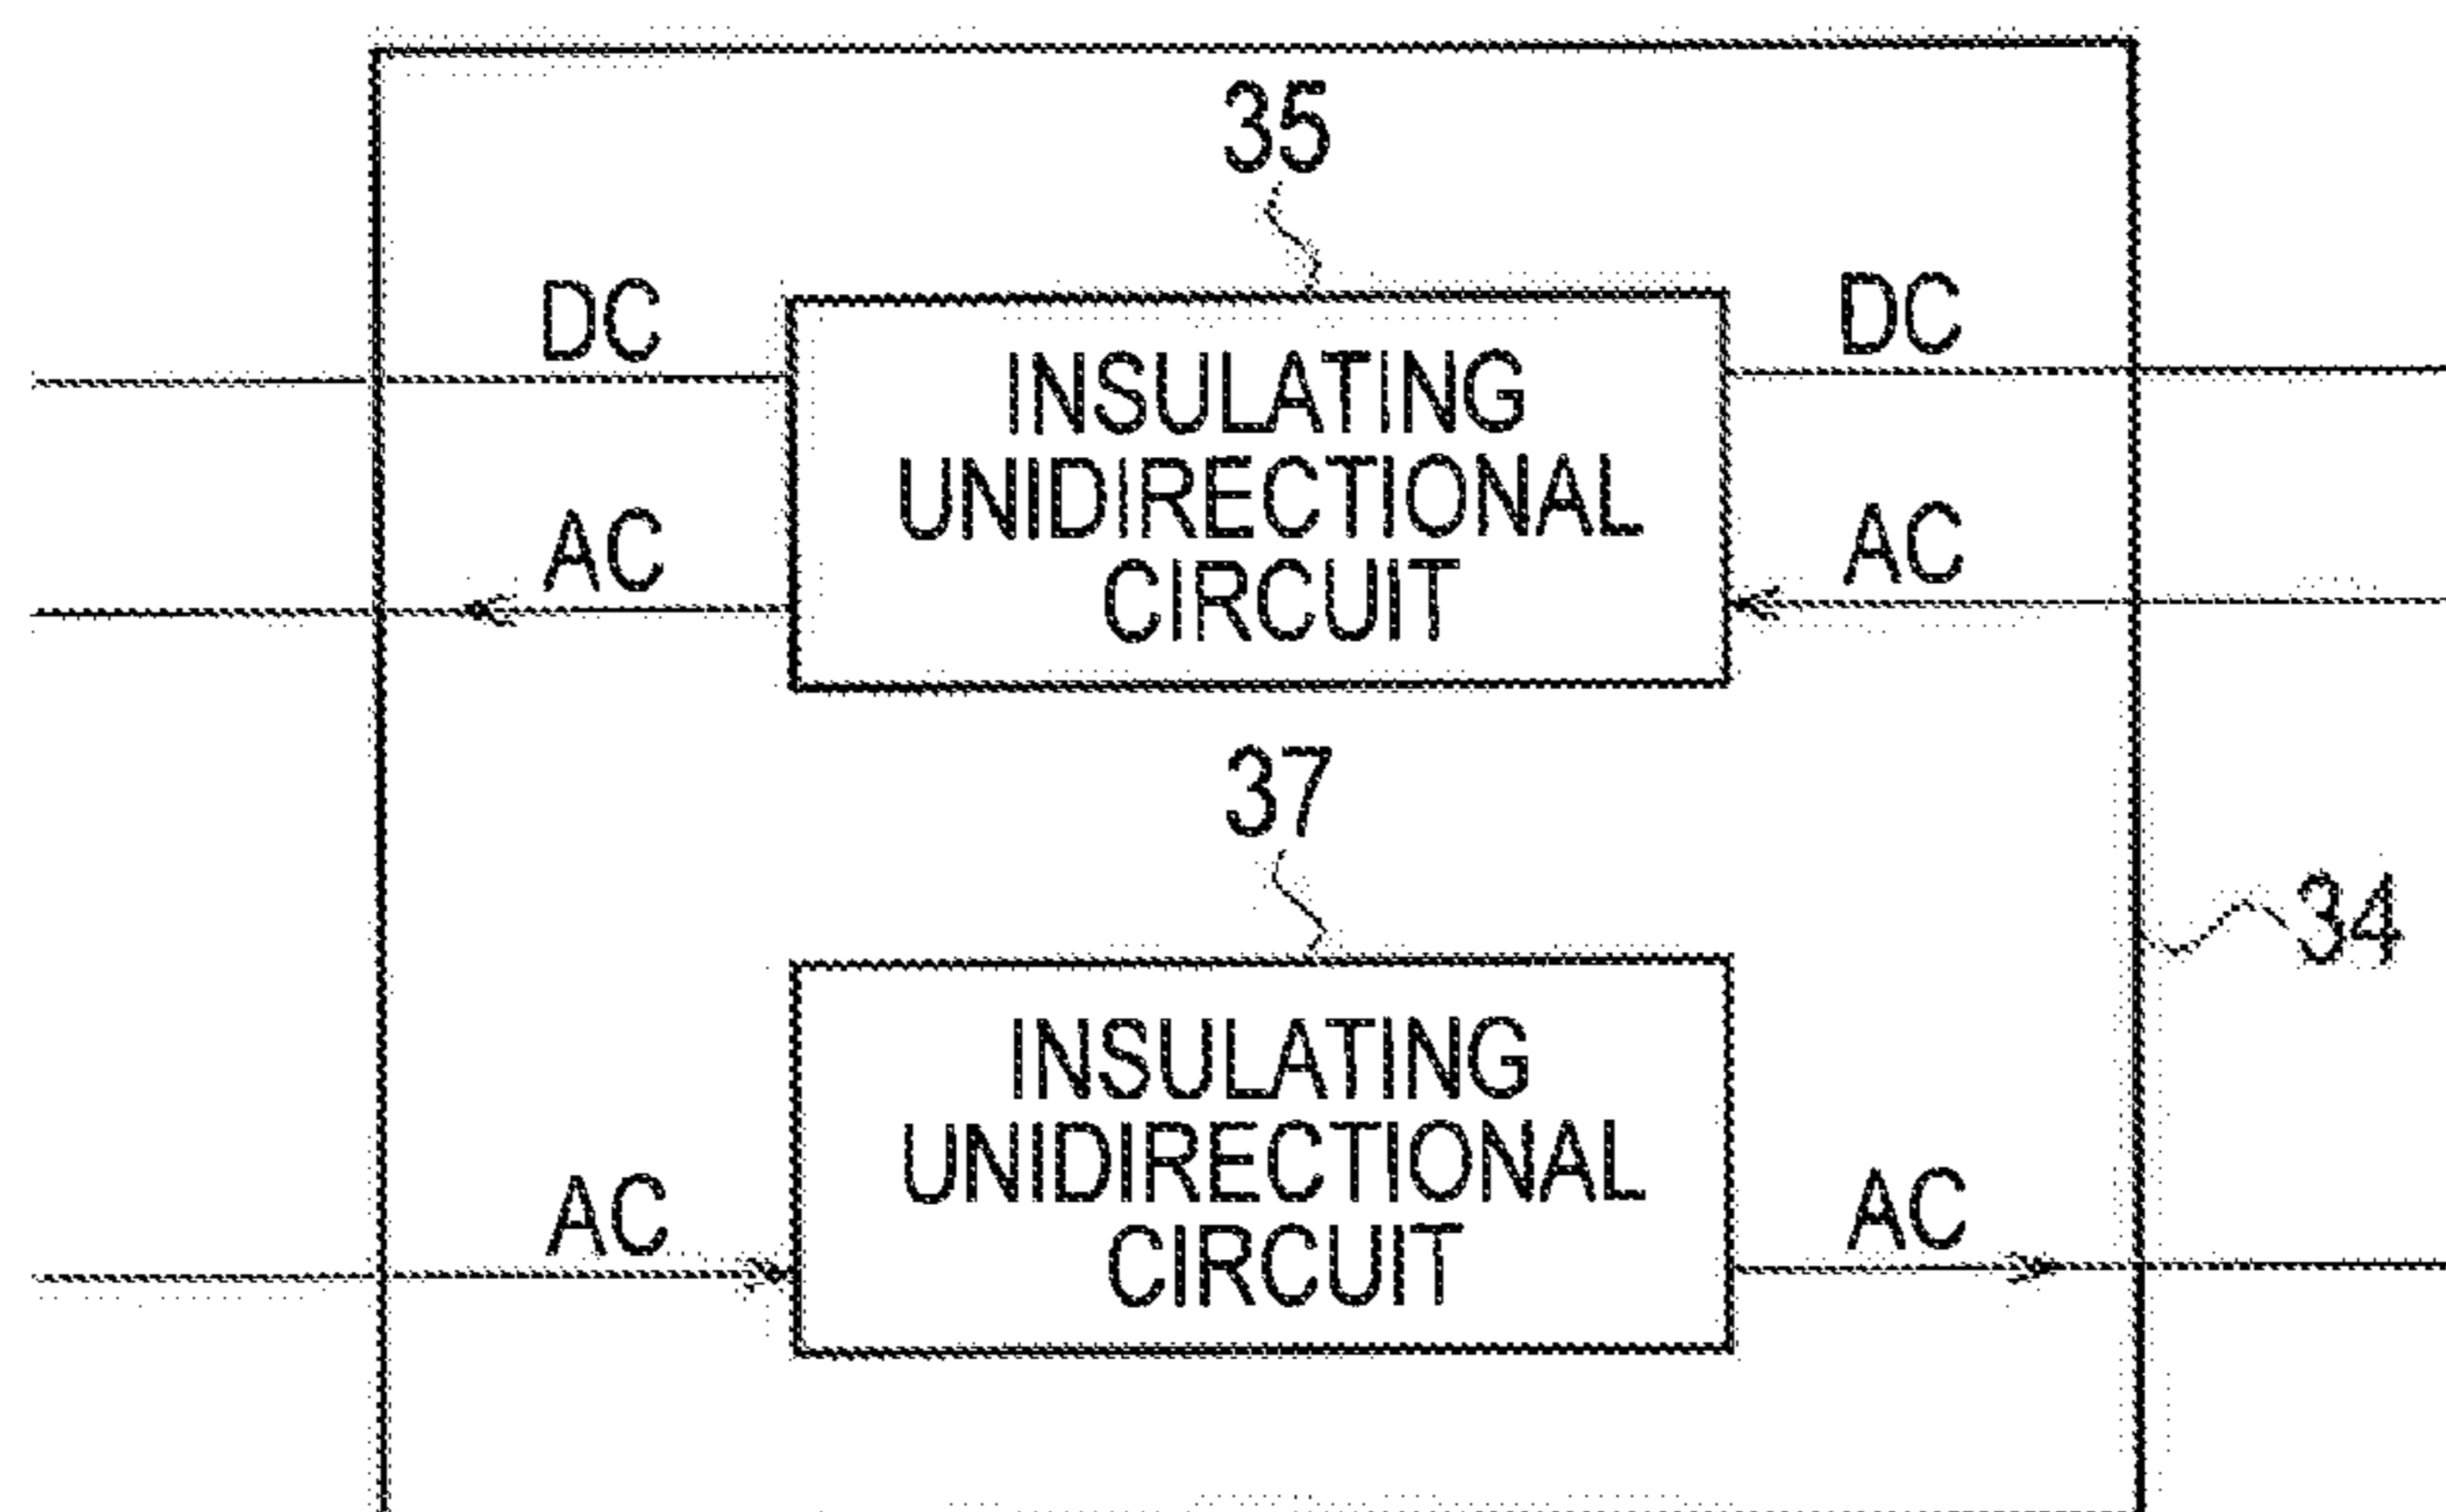 35
DC
DC
INSULATING
UNIDIRECTIONAL
CIRCUIT
AC
AC
37
34
INSULATING
UNIDIRECTIONAL
CIRCUIT
AC
AC